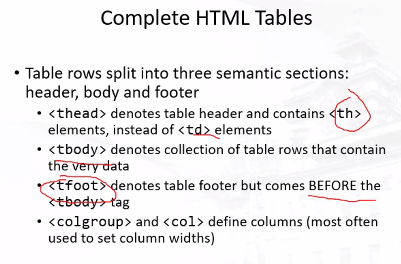 Complete HTML Tables
• Table rows split into three semantic sections:
header, body and footer
• <thead> denotes table header and contains <th>
elements, instead of <td> elements
• <tbody> denotes collection of table rows that contain
the very data
• <tfoot> denotes table footer but comes BEFORE the
<tbody> tag
• <colgroup> and <col> define columns (most often
used to set column widths)